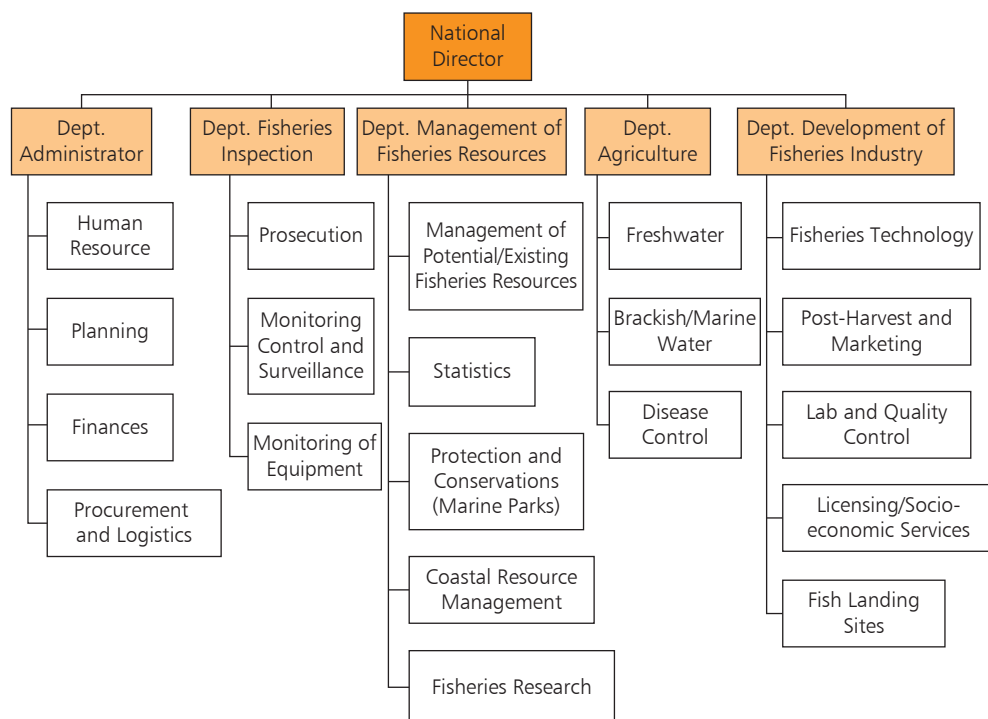 National
Director
Dept.
Administrator
Dept. Fisheries
Inspection
Dept. Management of
Fisheries Resources
Dept.
Agriculture
Dept. Development of
Fisheries Industry
Human
Resource
Planning
Finances
Procurement
and Logistics
Prosecution
Monitoring
Control and
Surveillance
Monitoring of
Equipment
Management of
Potential/Existing
Fisheries Resources
Statistics
Protection and
Conservations
(Marine Parks)
Coastal Resource
Management
Fisheries Research
Freshwater
Brackish/Marine
Water
Disease
Control
Fisheries Technology
Post-Harvest and
Marketing
Lab and Quality
Control
Licensing/Socio-
economic Services
Fish Landing
Sites